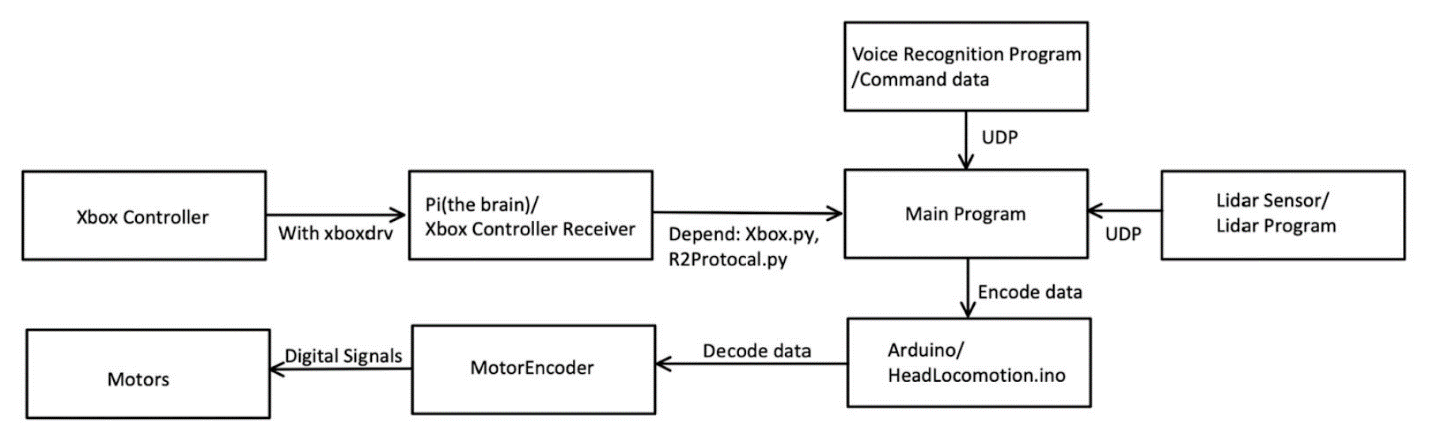 Voice Recognition Program
/Command data
UDP
Xbox Controller
With xboxdrv
Pi(the brain)/
Xbox Controller Receiver
Depend: Xbox.py,
R2Protocal.py
Main Program
UDP
Lidar Sensor/
Lidar Program
Encode data
Motors
Digital Signals
MotorEncoder
Decode data
Arduino/
HeadLocomotion.ino